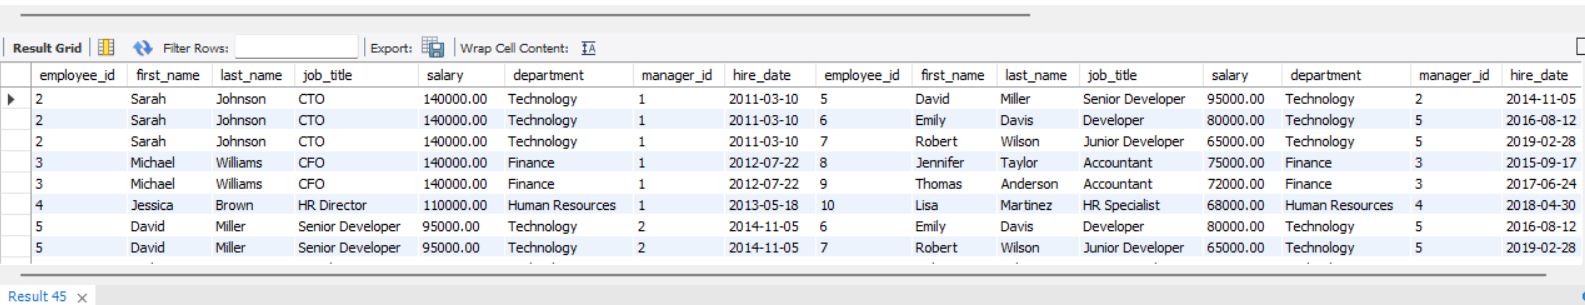 Result Grid Filter Rows: Export: Wrap Cell Content: IA
employee_id first_name last_name job_title salary department manager_id hire_date employee_id first_name last_name job_title salary department manager_id hire_date
2 Sarah Johnson CTO 140000.00 Technology 1 2011-03-10 5 David Miller Senior Developer 95000.00 Technology 2 2014-11-05
2 Sarah Johnson CTO 140000.00 Technology 1 2011-03-10 6 Emily Davis Developer 80000.00 Technology 5 2016-08-12
2 Sarah Johnson CTO 140000.00 Technology 1 2011-03-10 7 Robert Wilson Junior Developer 65000.00 Technology 5 2019-02-28
3 Michael Williams CFO 140000.00 Finance 1 2012-07-22 8 Jennifer Taylor Accountant 75000.00 Finance 3 2015-09-17
3 Michael Williams CFO 140000.00 Finance 1 2012-07-22 9 Thomas Anderson Accountant 72000.00 Finance 3 2017-06-24
4 Jessica Brown HR Director 110000.00 Human Resources 1 2013-05-18 10 Lisa Martinez HR Specialist 68000.00 Human Resources 4 2018-04-30
5 David Miller Senior Developer 95000.00 Technology 2 2014-11-05 6 Emily Davis Developer 80000.00 Technology 5 2016-08-12
5 David Miller Senior Developer 95000.00 Technology 2 2014-11-05 7 Robert Wilson Junior Developer 65000.00 Technology 5 2019-02-28
Result 45